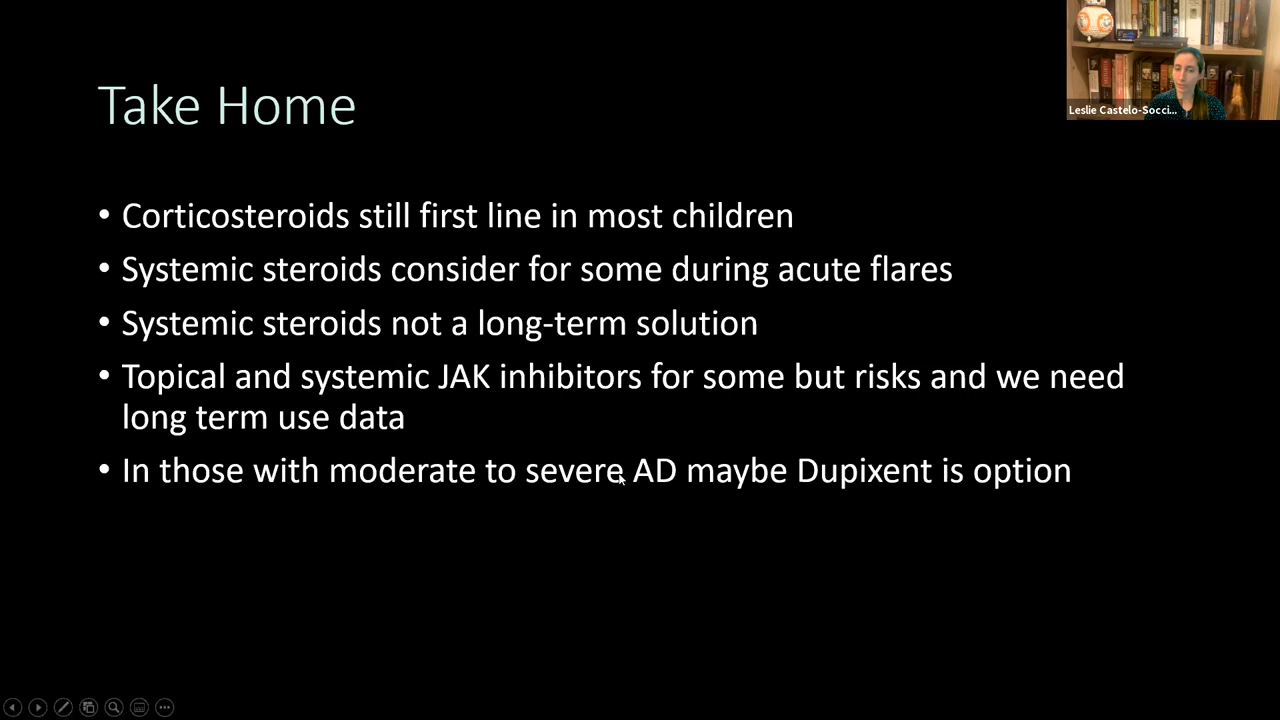 Take Home
• Corticosteroids still first line in most children
• Systemic steroids consider for some during acute flares
• Systemic steroids not a long-term solution
• Topical and systemic JAK inhibitors for some but risks and we need
long term use data
• In those with moderate to severe AD maybe Dupixent is option
Leslie Castelo-Socci...